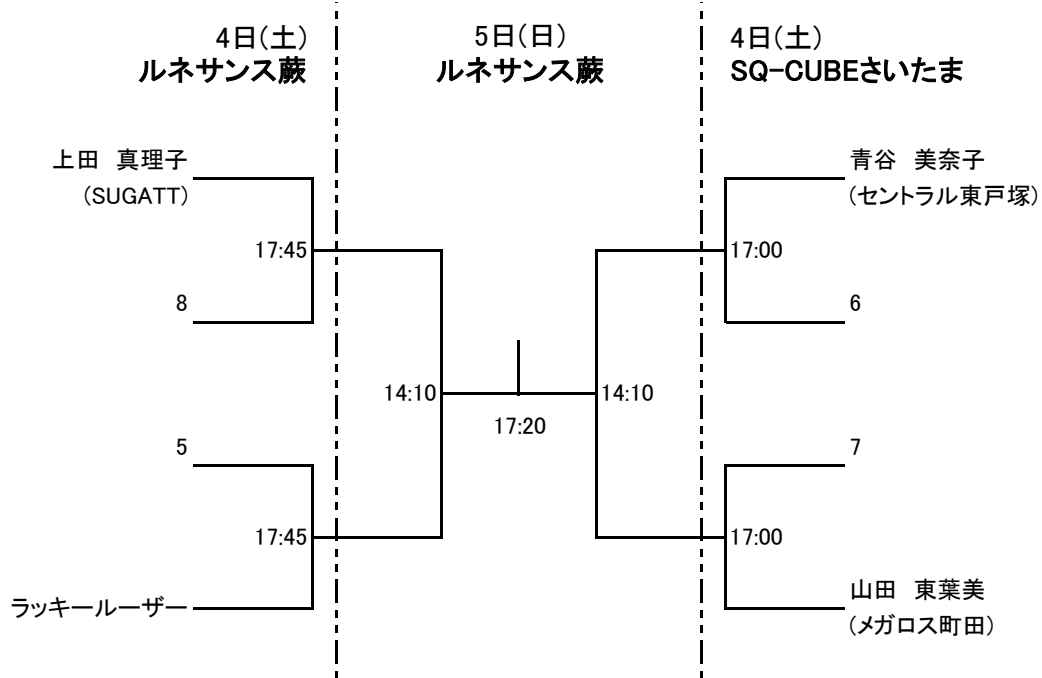 4日(土)
ルネサンス蕨
5日(日)
ルネサンス蕨
4日(土)
SQ-CUBEさいたま
上田　真理子
(SUGATT)
17:45
8
5
17:45
ラッキールーザー
14:10
17:20
14:10
青谷　美奈子
(セントラル東戸塚)
17:00
6
7
17:00
山田　東葉美
(メガロス町田)